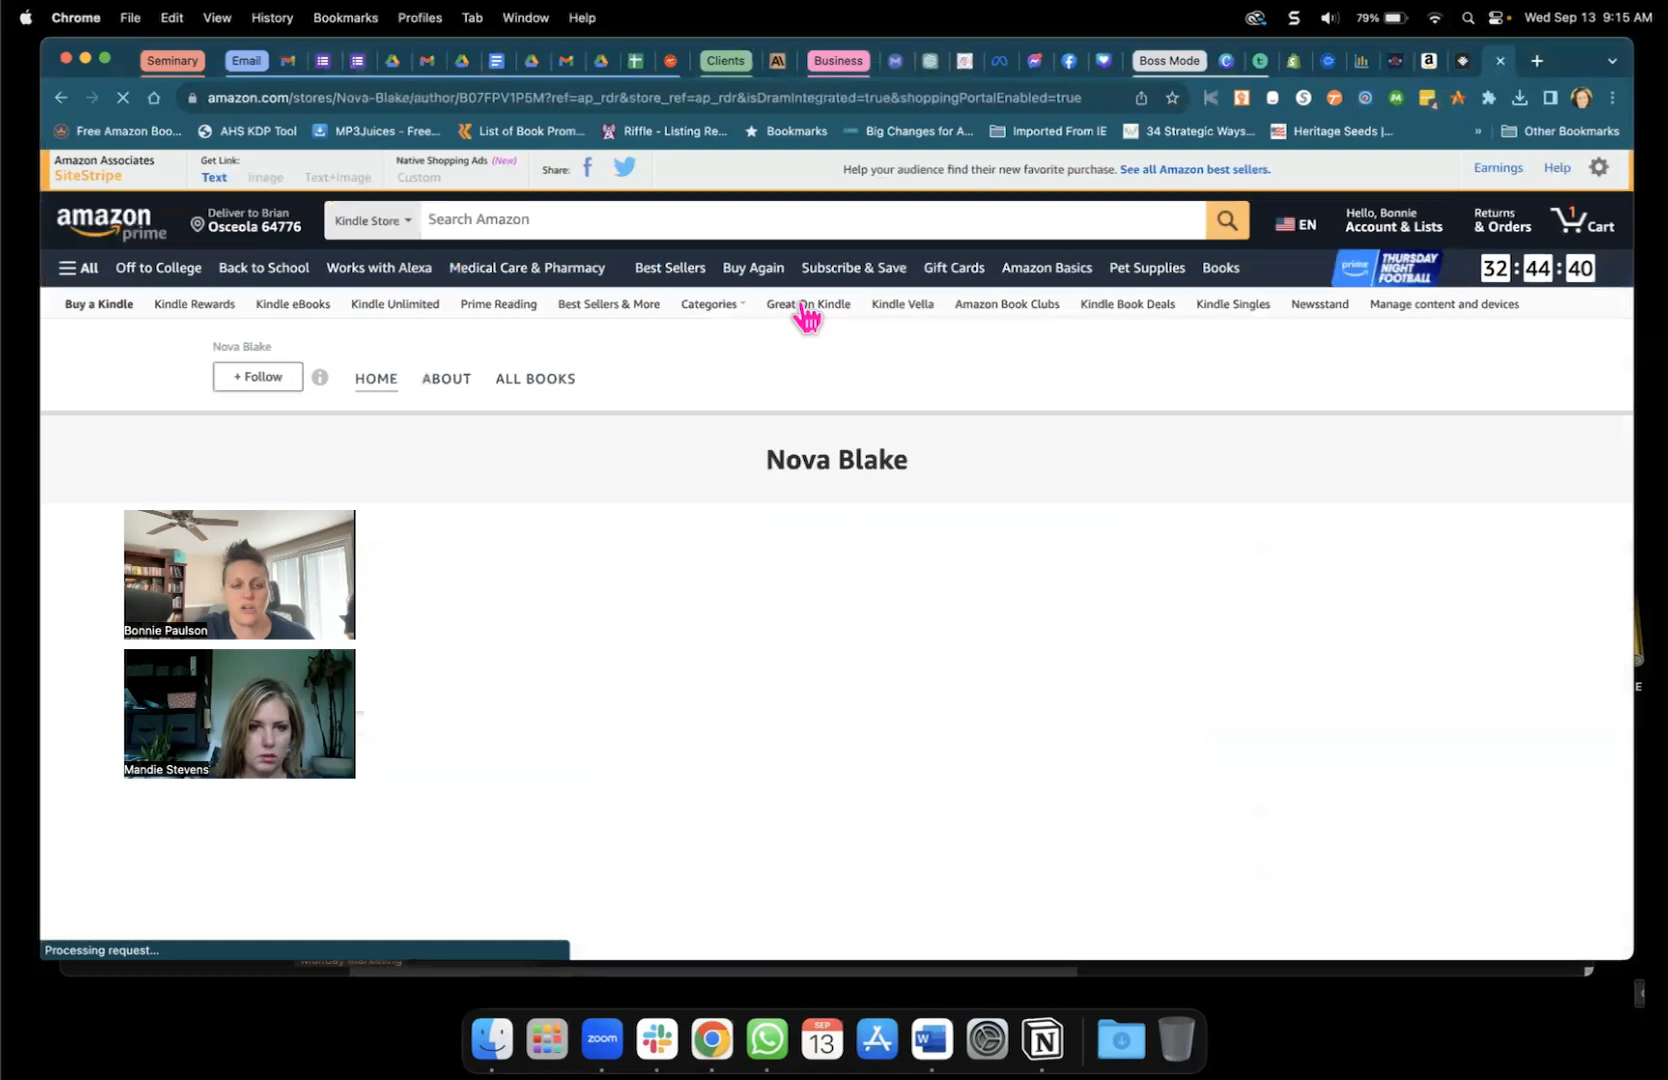 Chrome File Edit View History Bookmarks Profiles Tab Window Help
79% Wed Sep 13 9:15 AM
Seminary Email Clients Business Boss Mode
amazon.com/stores/Nova-Blake/author/B07FPV1P5M?ref=ap_rdr&store_ref=ap_rdr&isDramIntegrated=true&shoppingPortalEnabled=true
Free Amazon Boo... AHS KDP Tool MP3Juices - Free... List of Book Prom... Riffle - Listing Re... Bookmarks Big Changes for A... Imported From IE 34 Strategic Ways... Heritage Seeds |... » Other Bookmarks
Amazon Associates
SiteStripe
Get Link:
Text Image Text+Image
Native Shopping Ads (New)
Custom
Share:
Help your audience find their new favorite purchase. See all Amazon best sellers.
Earnings Help
amazon
prime
Deliver to Brian
Osceola 64776
Kindle Store Search Amazon
EN
Hello, Bonnie
Account & Lists
Returns
& Orders
1
Cart
All Off to College Back to School Works with Alexa Medical Care & Pharmacy Best Sellers Buy Again Subscribe & Save Gift Cards Amazon Basics Pet Supplies Books
prime THURSDAY
NIGHT
FOOTBALL
32:44:40
Buy a Kindle Kindle Rewards Kindle eBooks Kindle Unlimited Prime Reading Best Sellers & More Categories Great On Kindle Kindle Vella Amazon Book Clubs Kindle Book Deals Kindle Singles Newsstand Manage content and devices
Nova Blake
+ Follow HOME ABOUT ALL BOOKS
Nova Blake
Bonnie Paulson
Mandie Stevens
E
Processing request...
zoom
SEP
13
W
N